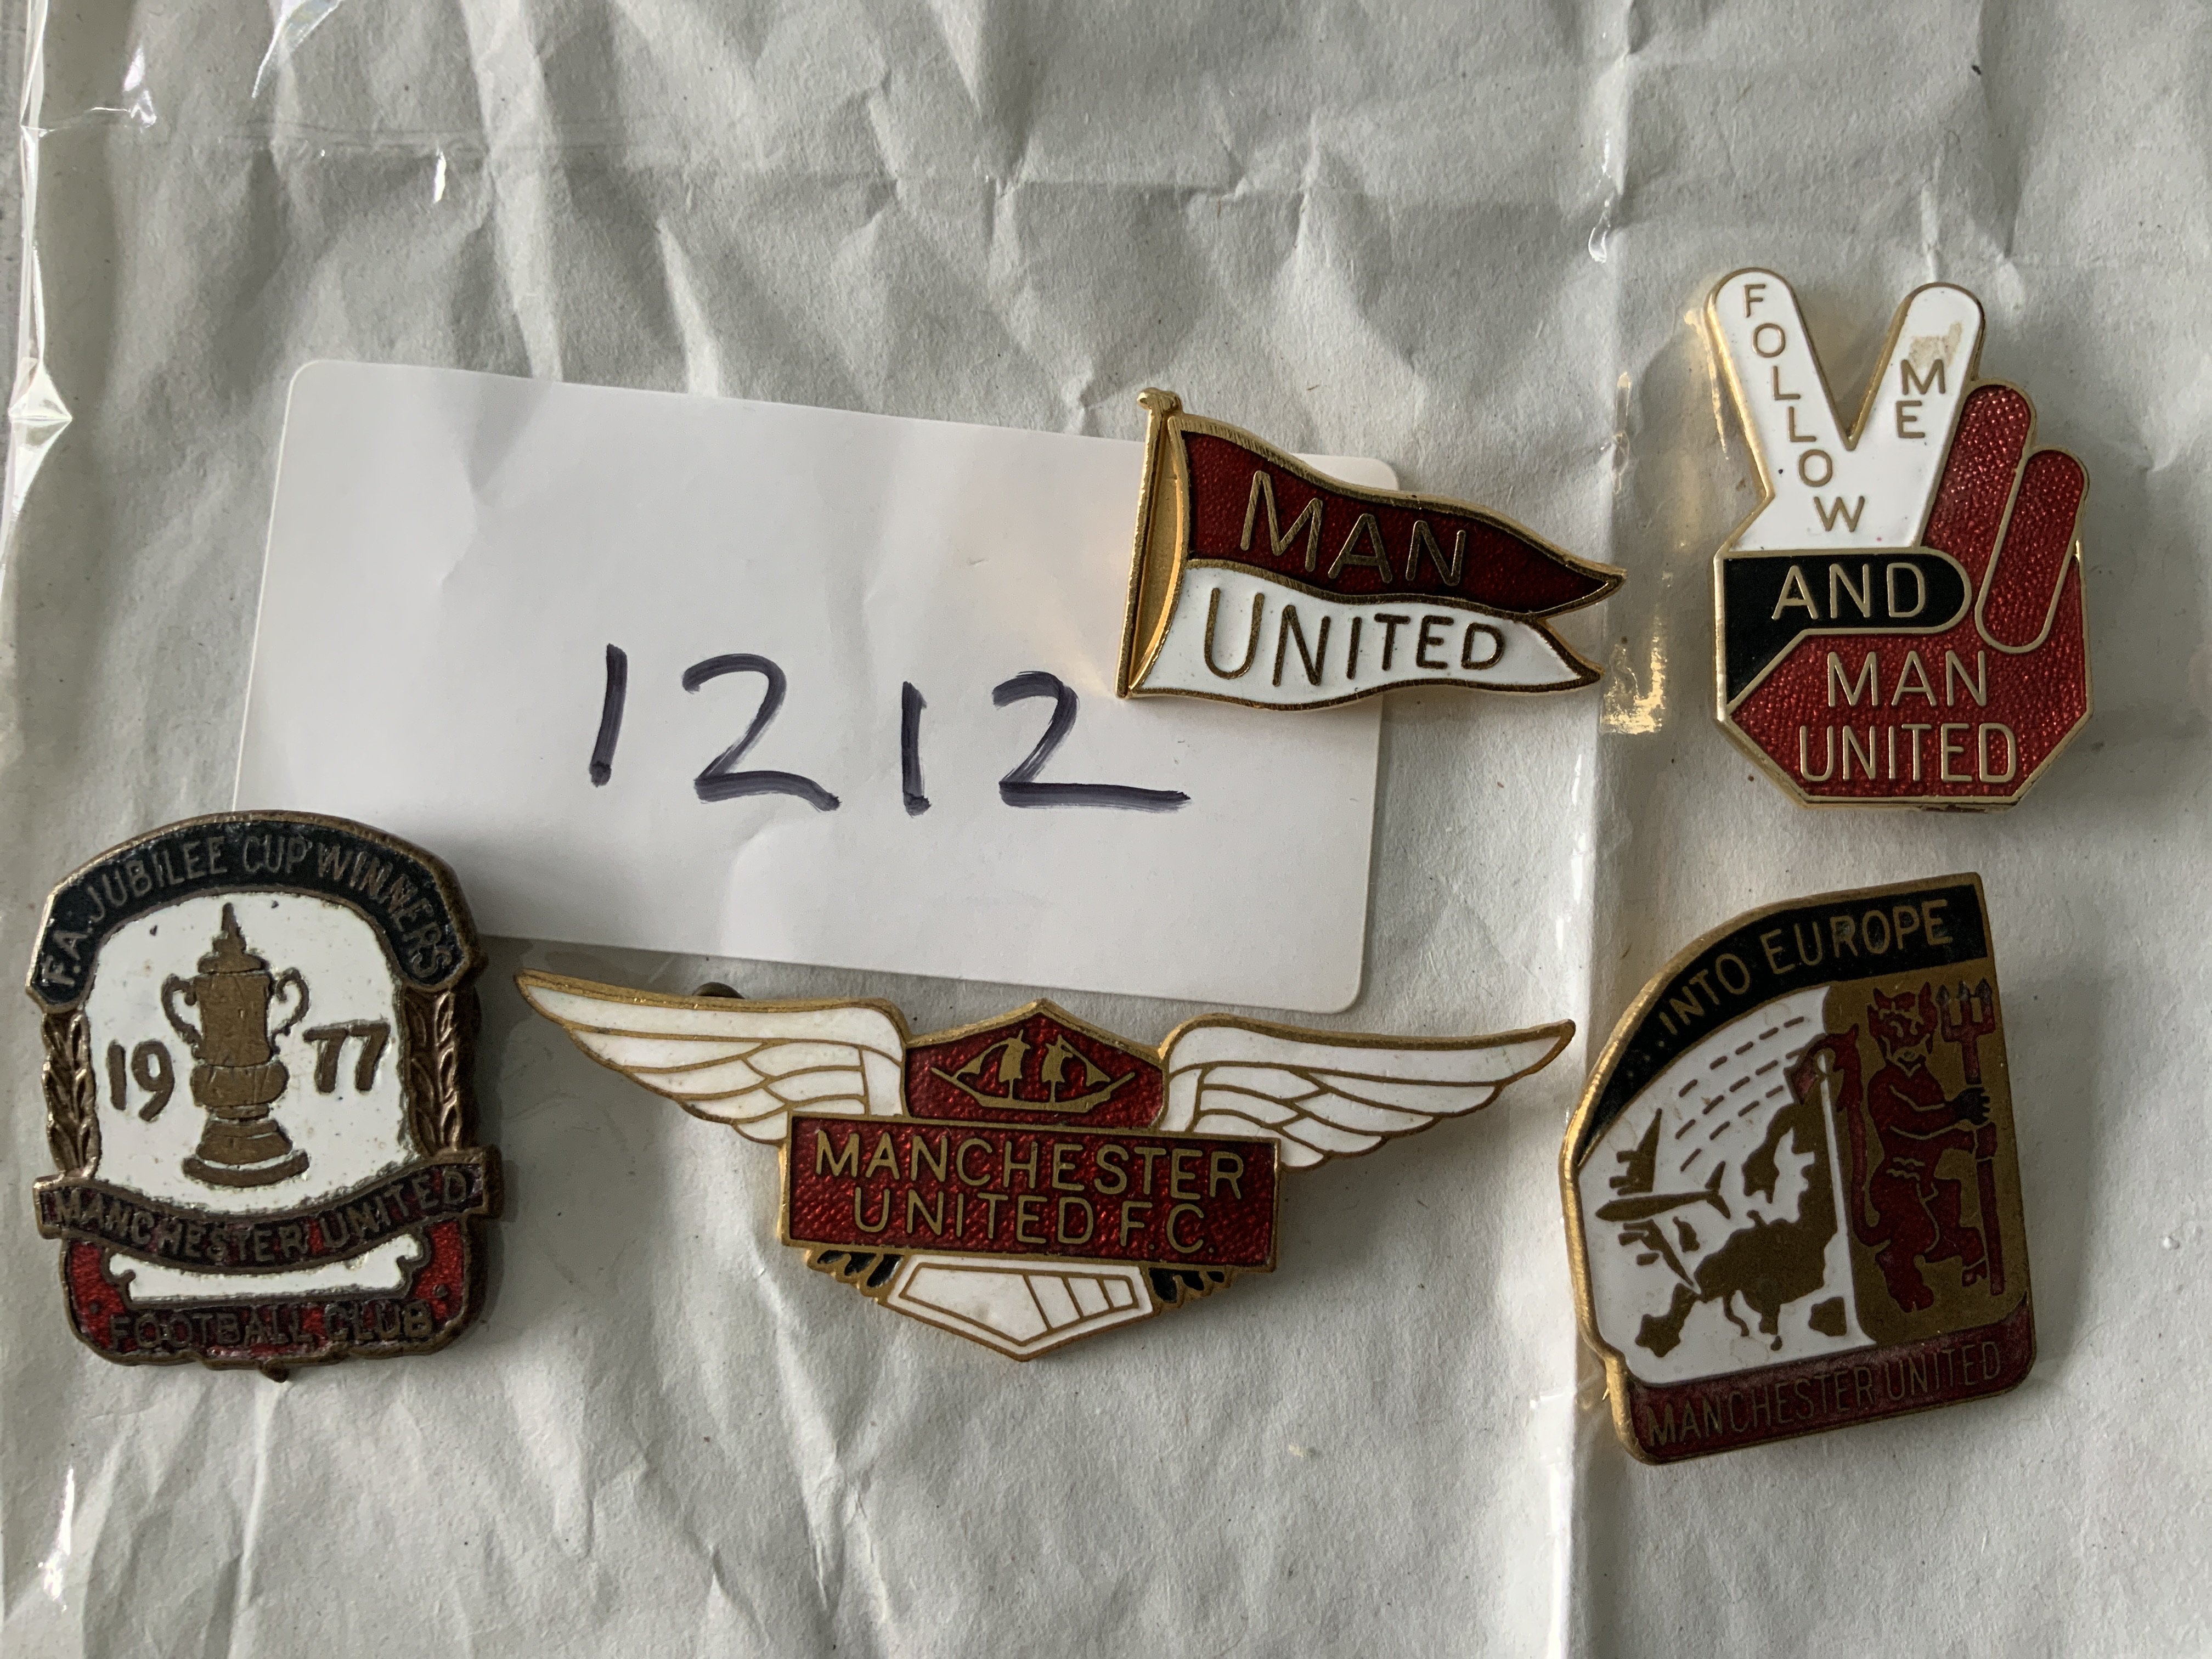 1212
MAN
UNITED
FOLLOW
ME
AND
MAN
UNITED
F.A. JUBILEE CUP WINNERS
19 77
MANCHESTER UNITED
FOOTBALL CLUB
MANCHESTER
UNITED F.C.
...INTO EUROPE
MANCHESTER UNITED